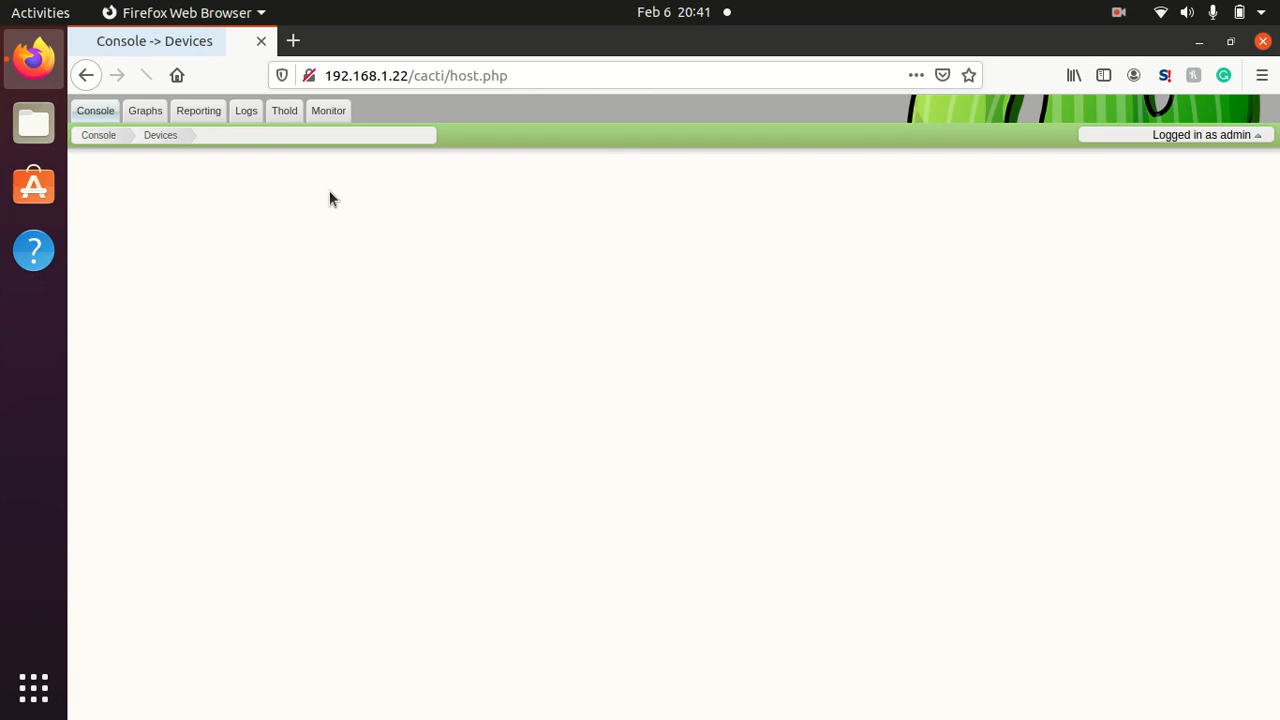 Activities Firefox Web Browser Feb 6 20:41
Console -> Devices
192.168.1.22/cacti/host.php
Console Graphs Reporting Logs Thold Monitor
Console Devices Logged in as admin